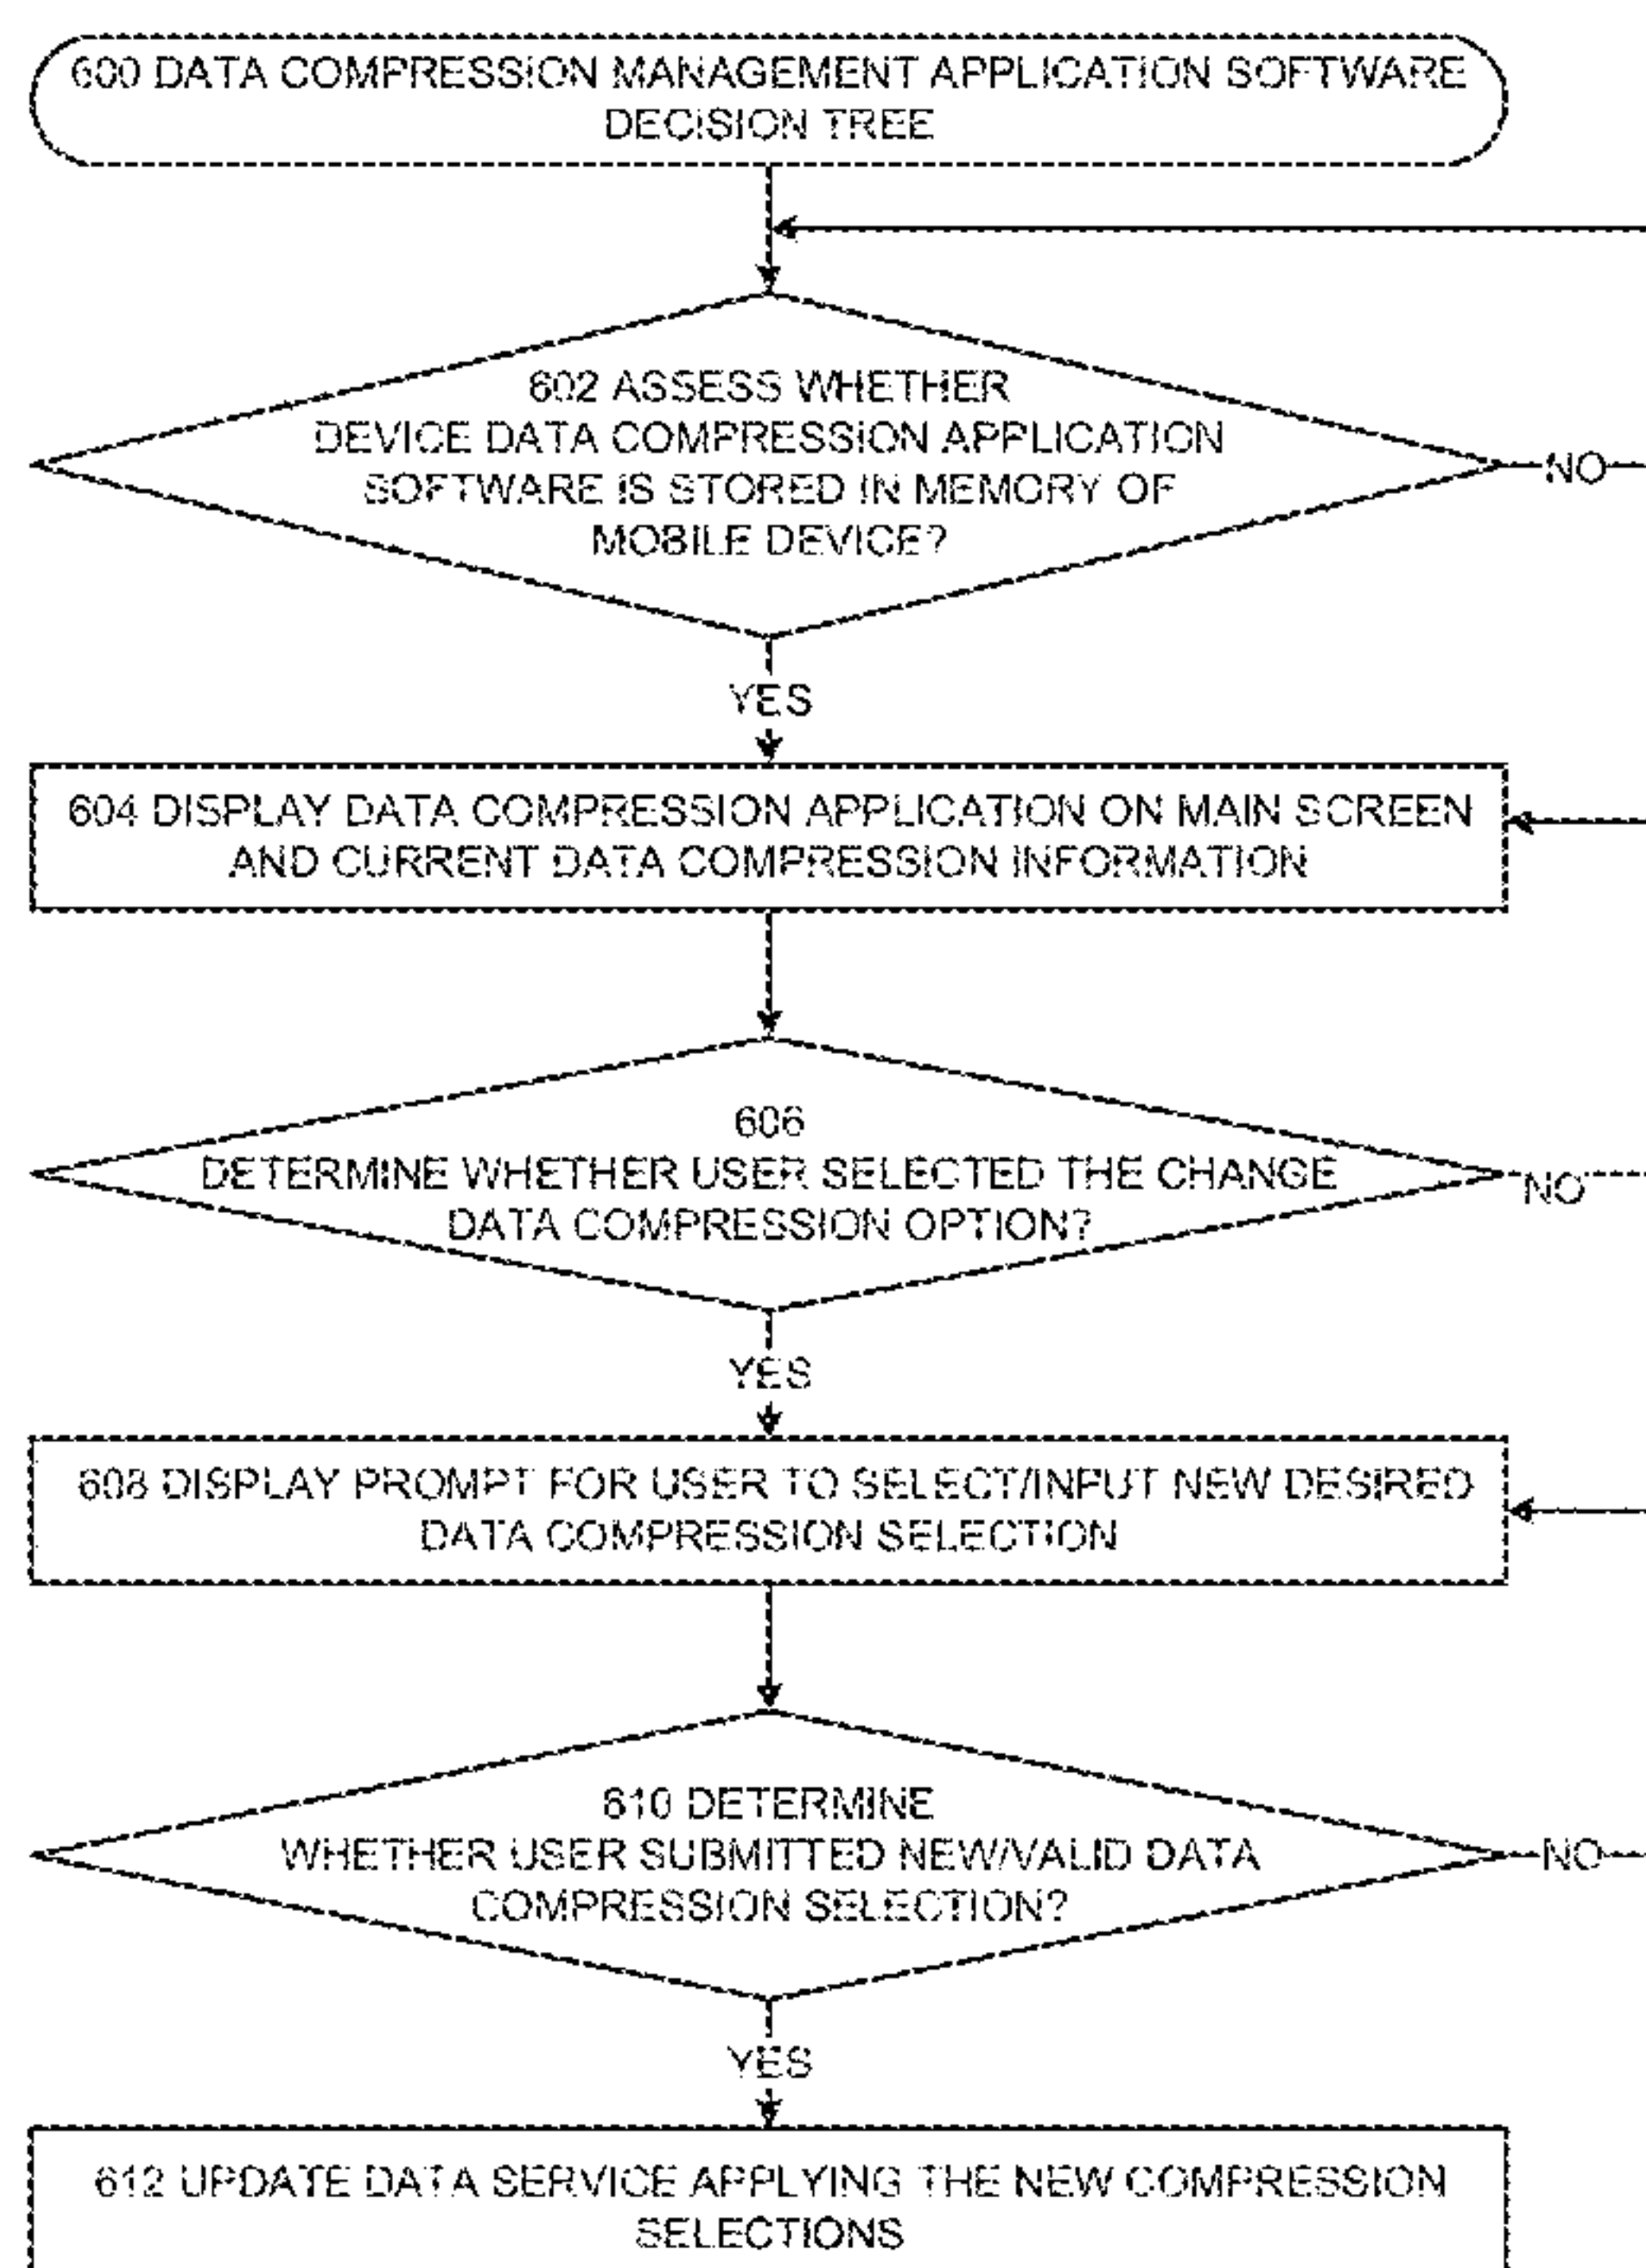 600 DATA COMPRESSION MANAGEMENT APPLICATION SOFTWARE
DECISION TREE
602 ASSESS WHETHER
DEVICE DATA COMPRESSION APPLICATION
SOFTWARE IS STORED IN MEMORY OF
MOBILE DEVICE?
NO
YES
604 DISPLAY DATA COMPRESSION APPLICATION ON MAIN SCREEN
AND CURRENT DATA COMPRESSION INFORMATION
606
DETERMINE WHETHER USER SELECTED THE CHANGE
DATA COMPRESSION OPTION?
NO
YES
608 DISPLAY PROMPT FOR USER TO SELECT/INPUT NEW DESIRED
DATA COMPRESSION SELECTION
610 DETERMINE
WHETHER USER SUBMITTED NEW/VALID DATA
COMPRESSION SELECTION?
NO
YES
612 UPDATE DATA SERVICE APPLYING THE NEW COMPRESSION
SELECTIONS